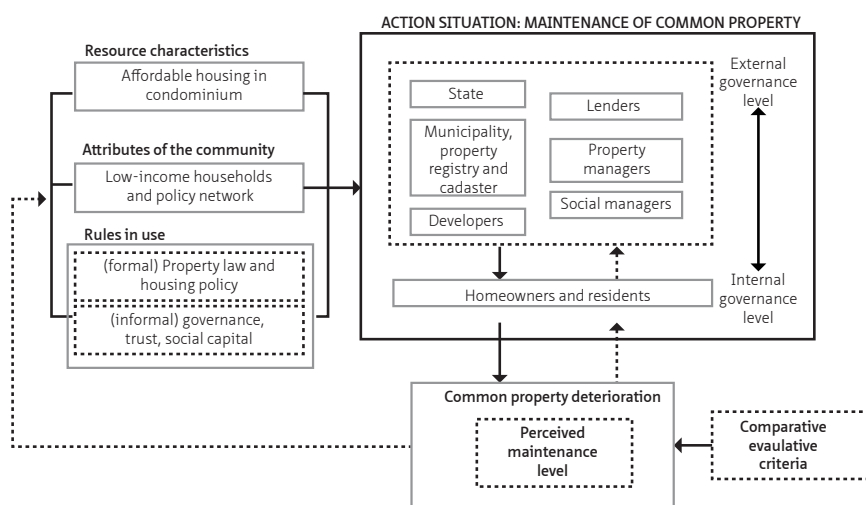 ACTION SITUATION: MAINTENANCE OF COMMON PROPERTY
Resource characteristics
Affordable housing in
condominium
Attributes of the community
Low-income households
and policy network
Rules in use
(formal) Property law and
housing policy
(informal) governance,
trust, social capital
State
Municipality,
property
registry and
cadaster
Developers
Lenders
Property
managers
Social managers
External
governance
level
Internal
governance
level
Homeowners and residents
Common property deterioration
Perceived
maintenance
level
Comparative
evaulative
criteria